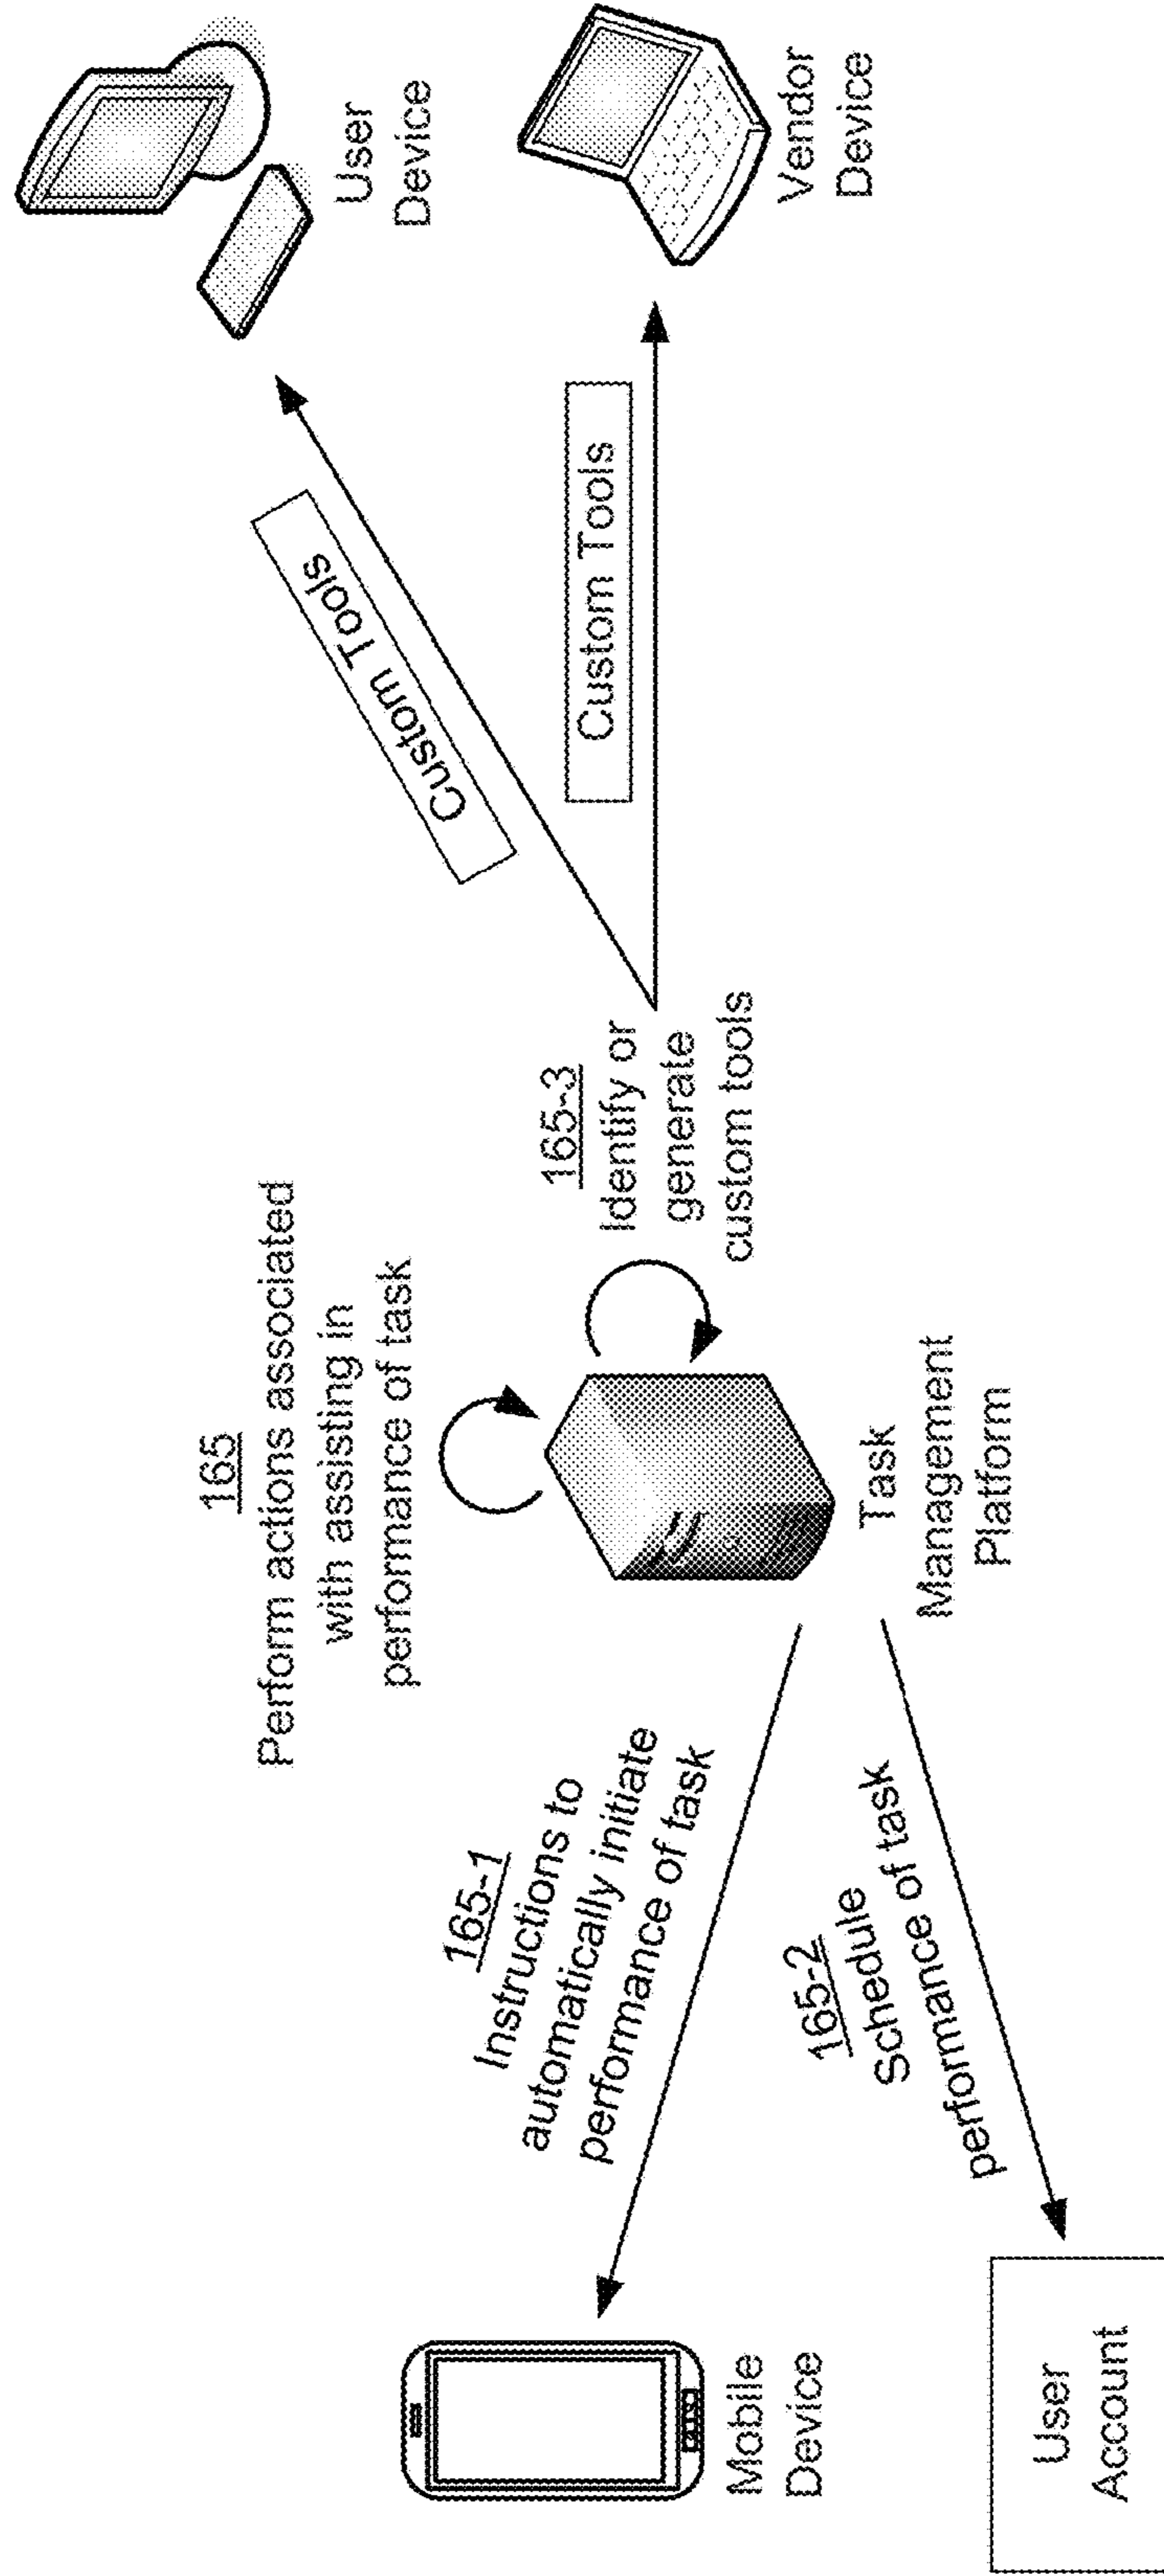 165
Perform actions associated
with assisting in
performance of task
165-1
Instructions to
automatically initiate
performance of task
165-2
Schedule
performance of task
165-3
Identify or
generate
custom tools
Custom Tools
Custom Tools
Mobile
Device
User
Account
Task
Management
Platform
User
Device
Vendor
Device